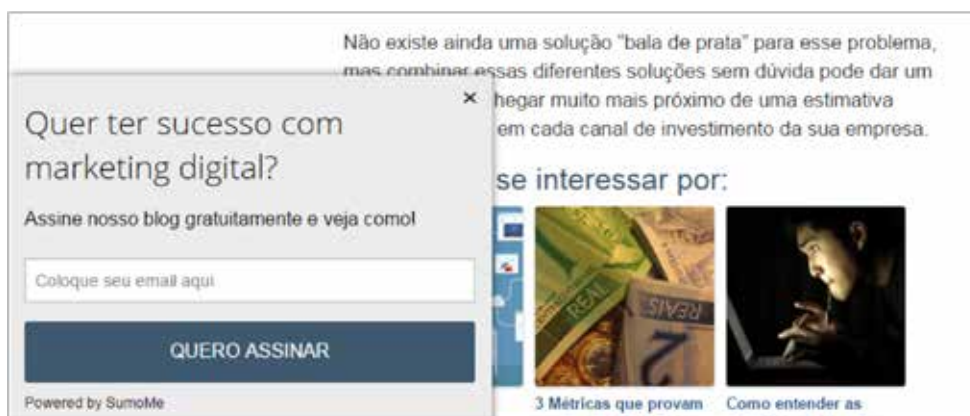 Não existe ainda uma solução "bala de prata" para esse problema,
mas combinar essas diferentes soluções sem dúvida pode dar um
hegar muito mais próximo de uma estimativa
em cada canal de investimento da sua empresa.
×
Quer ter sucesso com
marketing digital?
Assine nosso blog gratuitamente e veja como!
Coloque seu email aqui
QUERO ASSINAR
Powered by SumoMe
se interessar por:
REAL
REAIS
2
3 Métricas que provam
Como entender as